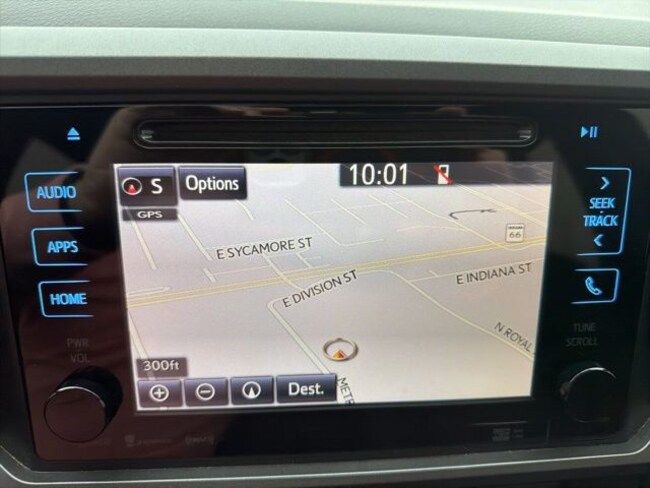 AUDIO
APPS
HOME
PWR
VOL
S
Options
GPS
10:01
E SYCAMORE ST
E DIVISION ST
E INDIANA ST
66
N ROYAL
METR
300ft
Dest.
SEEK
TRACK
TUNE
SCROLL